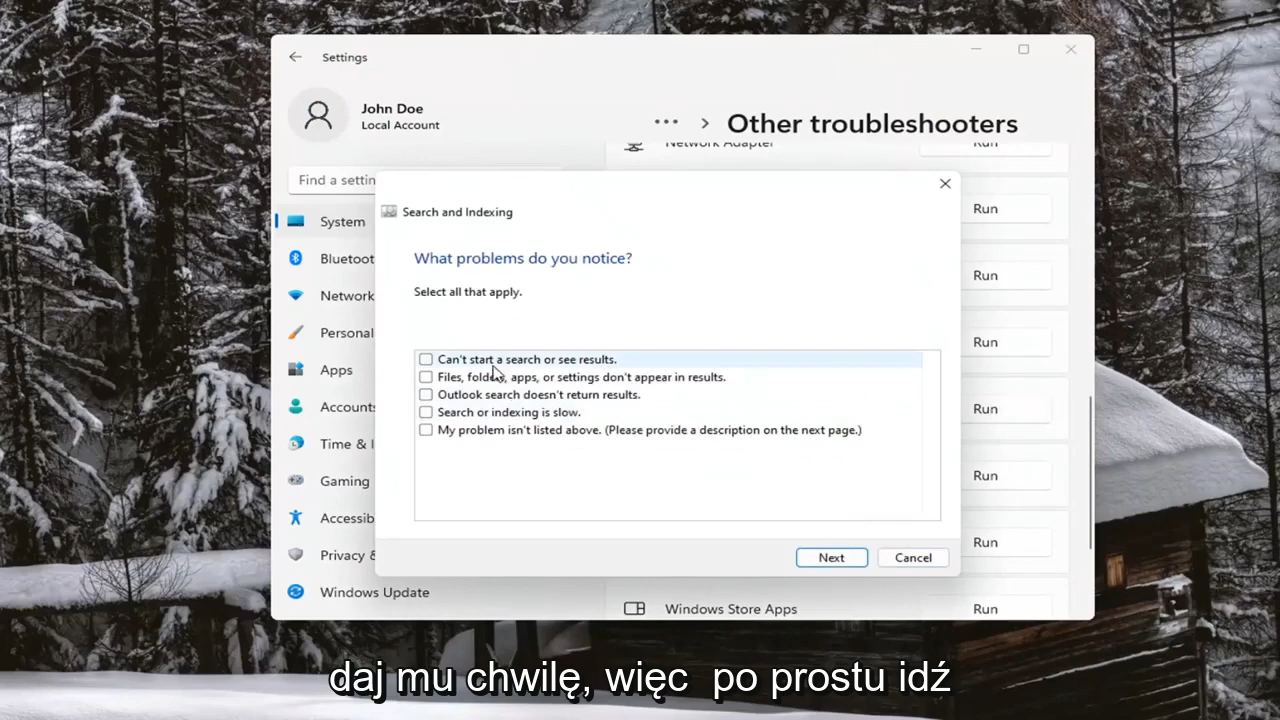 Settings
John Doe
Local Account
Other troubleshooters
Network Adapter
Run
Find a settin
Search and Indexing
System
Run
Bluetoot
What problems do you notice?
Run
Network
Select all that apply.
Personal
Run
Can't start a search or see results.
Apps
Files, folders, apps, or settings don't appear in results.
Outlook search doesn't return results.
Accounts
Run
Search or indexing is slow.
My problem isn't listed above. (Please provide a description on the next page.)
Time & l
Gaming
Run
Accessib
Run
Privacy &
Next
Cancel
Windows Update
Windows Store Apps
Run
daj mu chwilę, więc po prostu idź